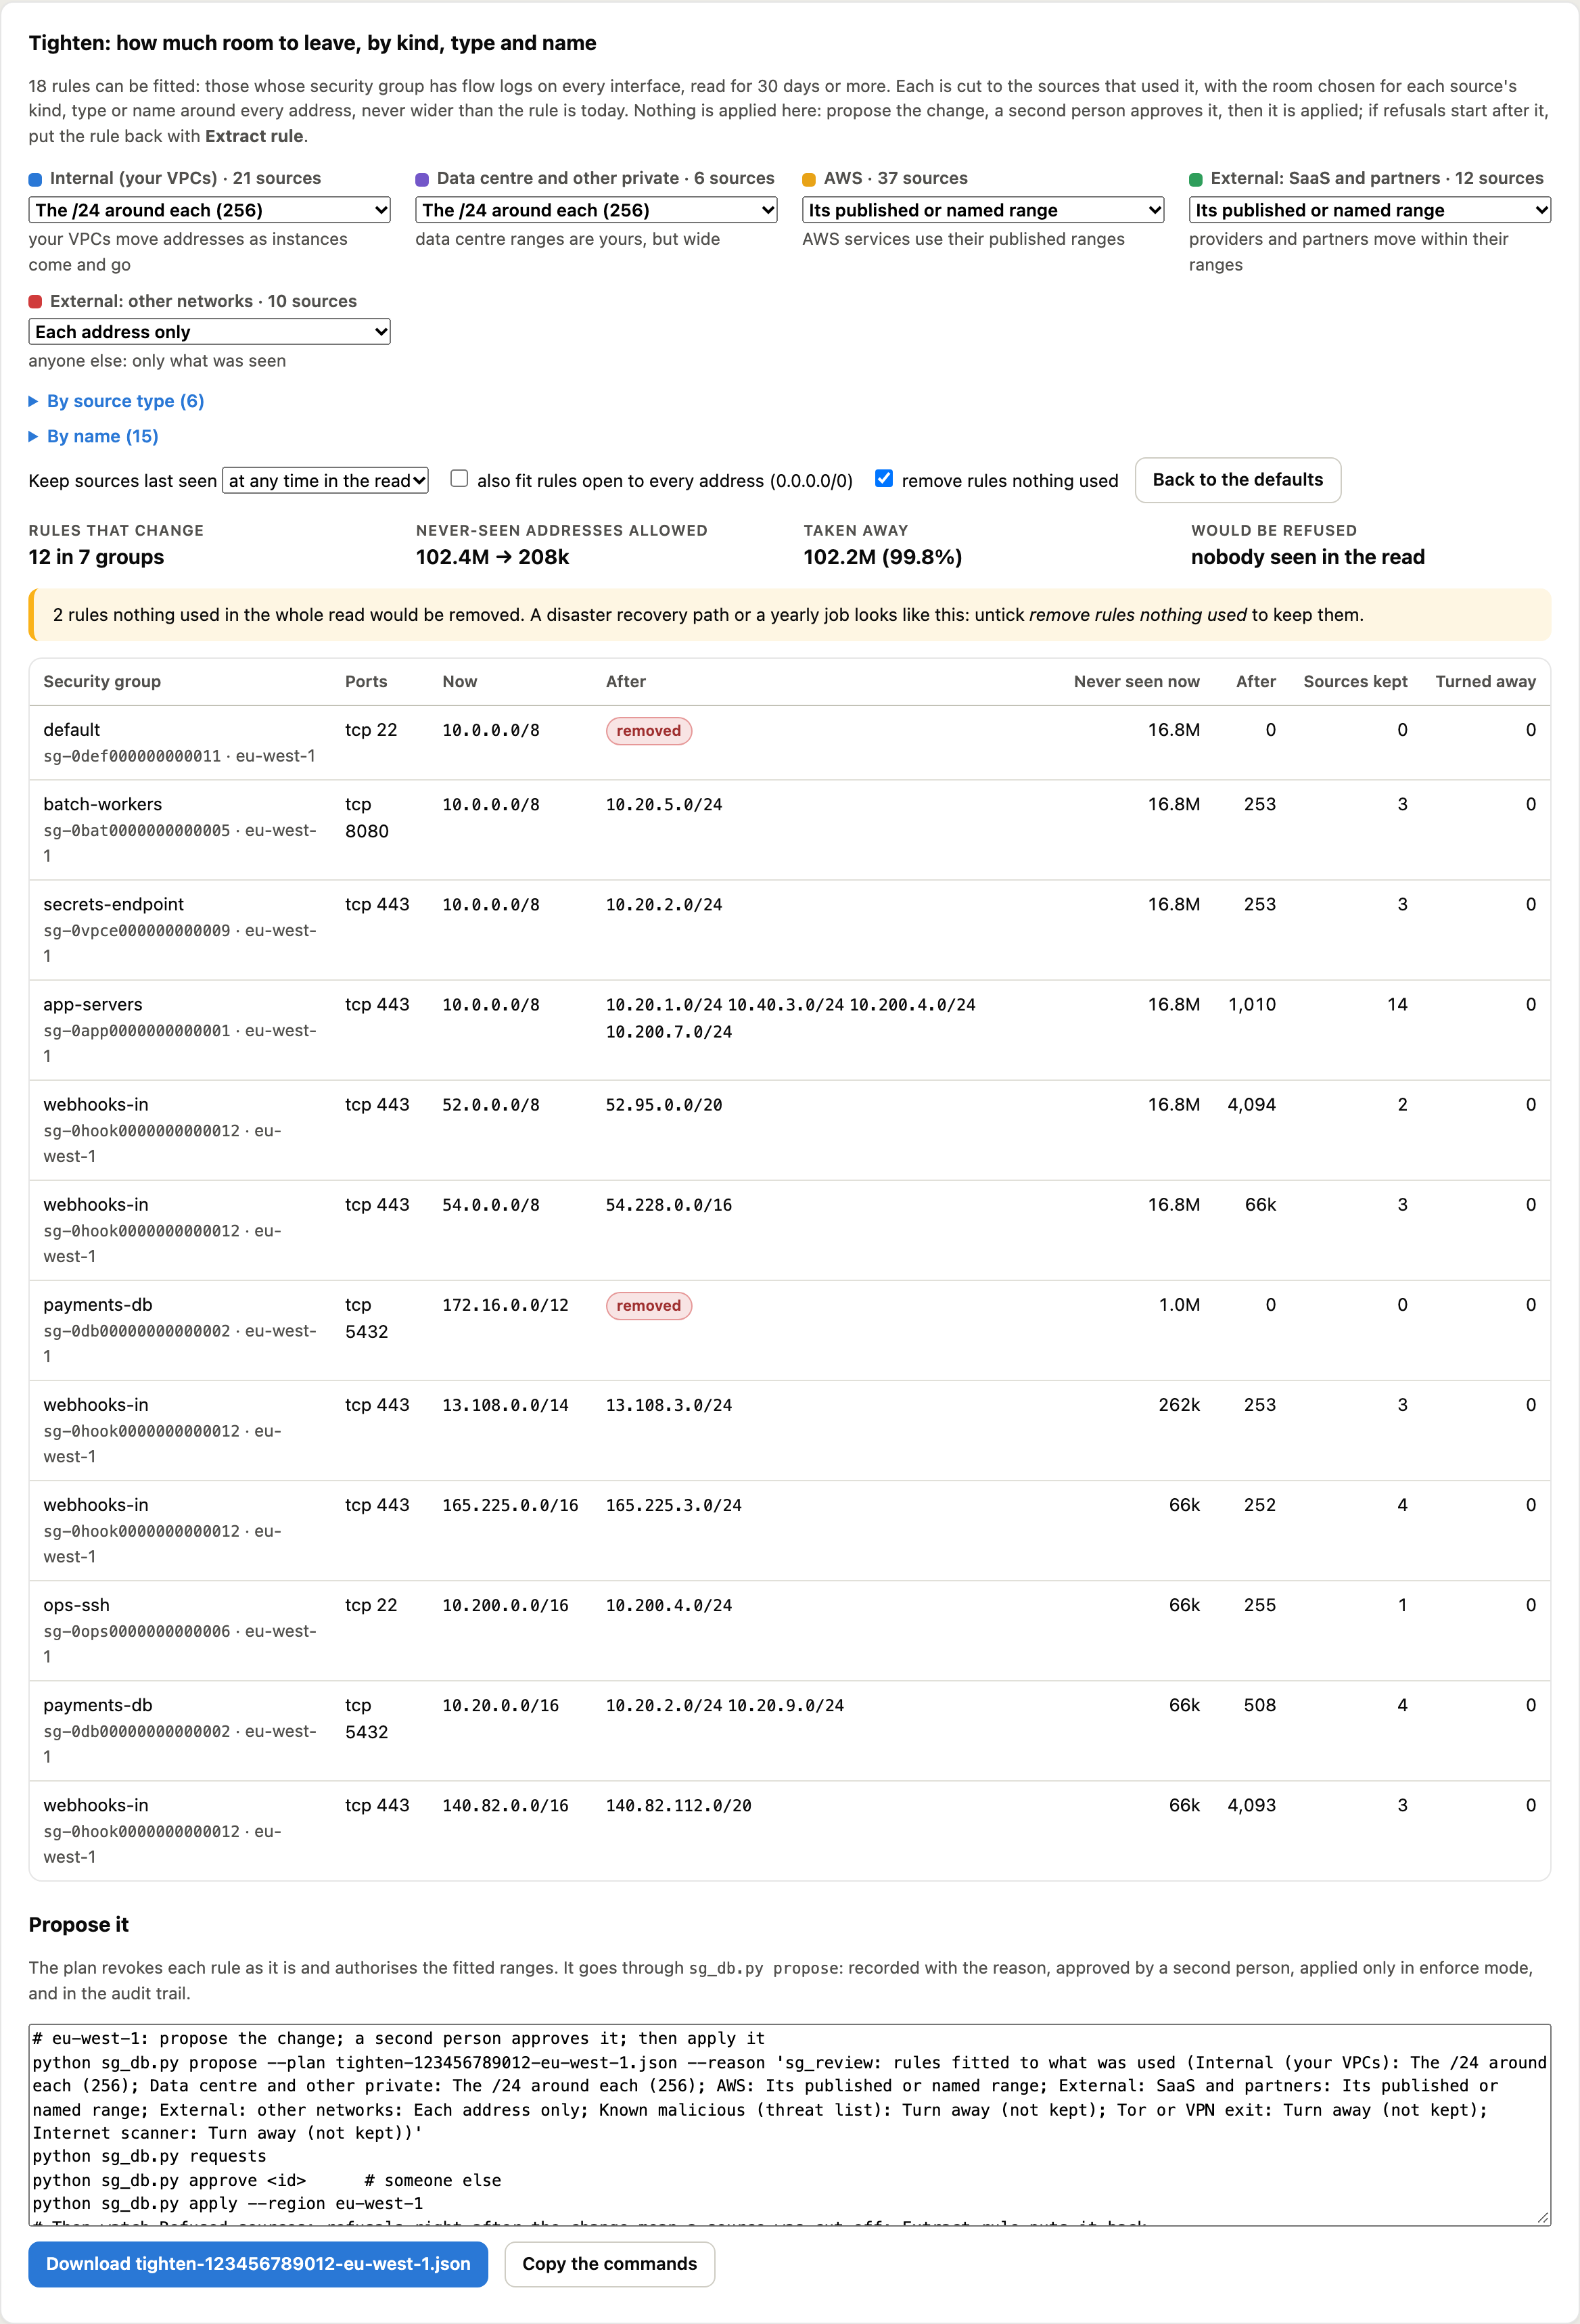 Tighten: how much room to leave, by kind, type and name
18 rules can be fitted: those whose security group has flow logs on every interface, read for 30 days or more. Each is cut to the sources that used it, with the room chosen for each source's
kind, type or name around every address, never wider than the rule is today. Nothing is applied here: propose the change, a second person approves it, then it is applied; if refusals start after it,
put the rule back with Extract rule.
Internal (your VPCs) · 21 sources
The /24 around each (256)
your VPCs move addresses as instances
come and go
Data centre and other private · 6 sources
The /24 around each (256)
data centre ranges are yours, but wide
AWS · 37 sources
Its published or named range
AWS services use their published ranges
External: SaaS and partners · 12 sources
Its published or named range
providers and partners move within their
ranges
External: other networks · 10 sources
Each address only
anyone else: only what was seen
By source type (6)
By name (15)
Keep sources last seen at any time in the read also fit rules open to every address (0.0.0.0/0) remove rules nothing used Back to the defaults
RULES THAT CHANGE
12 in 7 groups
NEVER-SEEN ADDRESSES ALLOWED
102.4M → 208k
TAKEN AWAY
102.2M (99.8%)
WOULD BE REFUSED
nobody seen in the read
2 rules nothing used in the whole read would be removed. A disaster recovery path or a yearly job looks like this: untick remove rules nothing used to keep them.
Security group Ports Now After Never seen now After Sources kept Turned away
default tcp 22 10.0.0.0/8 removed 16.8M 0 0 0
sg-0def000000000011 · eu-west-1
batch-workers tcp 10.0.0.0/8 10.20.5.0/24 16.8M 253 3 0
sg-0bat0000000000005 · eu-west- 8080
1
secrets-endpoint tcp 443 10.0.0.0/8 10.20.2.0/24 16.8M 253 3 0
sg-0vpce000000000009 · eu-west-
1
app-servers tcp 443 10.0.0.0/8 10.20.1.0/24 10.40.3.0/24 10.200.4.0/24 16.8M 1,010 14 0
sg-0app0000000000001 · eu-west- 10.200.7.0/24
1
webhooks-in tcp 443 52.0.0.0/8 52.95.0.0/20 16.8M 4,094 2 0
sg-0hook0000000000012 · eu-
west-1
webhooks-in tcp 443 54.0.0.0/8 54.228.0.0/16 16.8M 66k 3 0
sg-0hook0000000000012 · eu-
west-1
payments-db tcp 172.16.0.0/12 removed 1.0M 0 0 0
sg-0db00000000000002 · eu-west- 5432
1
webhooks-in tcp 443 13.108.0.0/14 13.108.3.0/24 262k 253 3 0
sg-0hook0000000000012 · eu-
west-1
webhooks-in tcp 443 165.225.0.0/16 165.225.3.0/24 66k 252 4 0
sg-0hook0000000000012 · eu-
west-1
ops-ssh tcp 22 10.200.0.0/16 10.200.4.0/24 66k 255 1 0
sg-0ops0000000000006 · eu-west-
1
payments-db tcp 10.20.0.0/16 10.20.2.0/24 10.20.9.0/24 66k 508 4 0
sg-0db00000000000002 · eu-west- 5432
1
webhooks-in tcp 443 140.82.0.0/16 140.82.112.0/20 66k 4,093 3 0
sg-0hook0000000000012 · eu-
west-1
Propose it
The plan revokes each rule as it is and authorises the fitted ranges. It goes through sg_db.py propose: recorded with the reason, approved by a second person, applied only in enforce mode,
and in the audit trail.
# eu-west-1: propose the change; a second person approves it; then apply it
python sg_db.py propose --plan tighten-123456789012-eu-west-1.json --reason 'sg_review: rules fitted to what was used (Internal (your VPCs): The /24 around
each (256); Data centre and other private: The /24 around each (256); AWS: Its published or named range; External: SaaS and partners: Its published or
named range; External: other networks: Each address only; Known malicious (threat list): Turn away (not kept); Tor or VPN exit: Turn away (not kept);
Internet scanner: Turn away (not kept))'
python sg_db.py requests
python sg_db.py approve <id> # someone else
python sg_db.py apply --region eu-west-1
Download tighten-123456789012-eu-west-1.json
Copy the commands